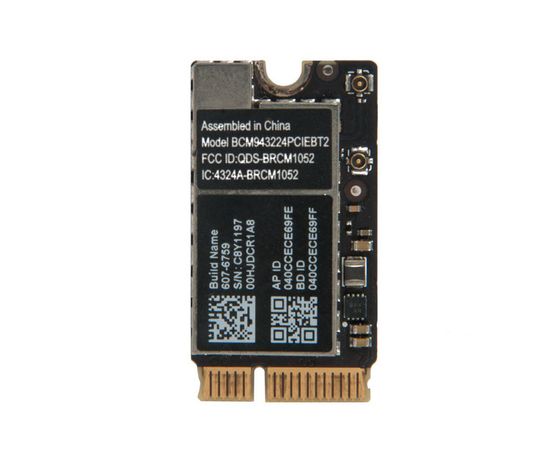 Assembled in China
Model BCM943224PCIEBT2
FCC ID:QDS-BRCM1052
IC:4324A-BRCM1052
Build Name
607-6759
S/N: C8Y1197
00HJDCR1A8
AP ID
040CCECE69FE
BD ID
040CCECE69FF